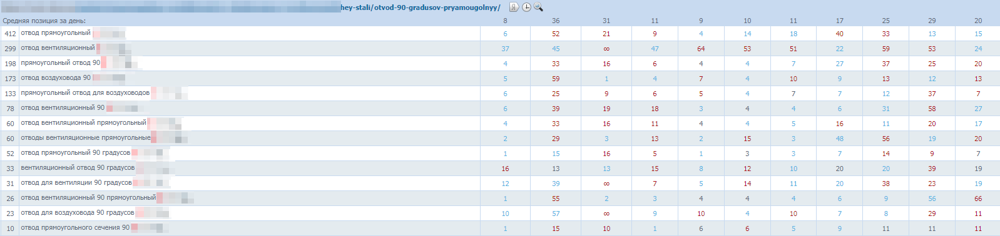 hey-stali/otvod-90-gradusov-pryamougolnyy/ Я
Средняя позиция за день: 8 36 31 11 9 10 11 17 25 29 20
412 отвод прямоугольный 6 52 21 9 4 14 18 40 33 13 15
299 отвод вентиляционный 37 45 ∞ 47 64 53 51 22 59 53 24
198 прямоугольный отвод 90 4 33 16 6 4 4 7 27 37 25 20
173 отвод воздуховода 90 5 59 1 4 7 4 10 9 13 12 13
133 прямоугольный отвод для воздуховодов 6 25 9 6 5 4 7 7 12 37 7
78 отвод вентиляционный 90 6 39 19 18 3 4 4 6 31 58 27
60 отвод вентиляционный прямоугольный 4 33 16 11 4 4 5 16 11 20 17
60 отводы вентиляционные прямоугольные 2 29 3 13 2 15 3 48 56 19 20
52 отвод прямоугольный 90 градусов 1 15 16 5 1 3 3 7 14 9 7
33 вентиляционный отвод 90 градусов 16 13 13 15 8 12 10 20 20 39 19
31 отвод для вентиляции 90 градусов 12 39 ∞ 7 5 14 11 20 38 23 19
26 отвод вентиляционный 90 прямоугольный 1 55 2 3 4 4 4 6 9 56 66
23 отвод для воздуховода 90 градусов 10 57 ∞ 9 10 4 10 7 8 29 11
10 отвод прямоугольного сечения 90 1 15 10 1 6 6 5 9 11 11 11